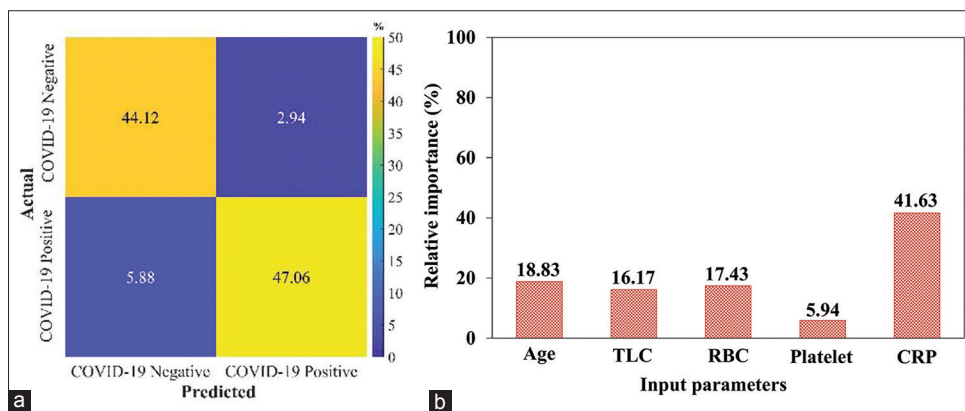 %
COVID-19 Negative
COVID-19 Positive
Actual
44.12
2.94
5.88
47.06
50
45
40
35
30
25
20
15
10
5
0
COVID-19 Negative COVID-19 Positive
Predicted
a
Relative importance (%)
100
80
60
40
20
0
18.83
16.17
17.43
5.94
41.63
Age TLC RBC Platelet CRP
Input parameters
b